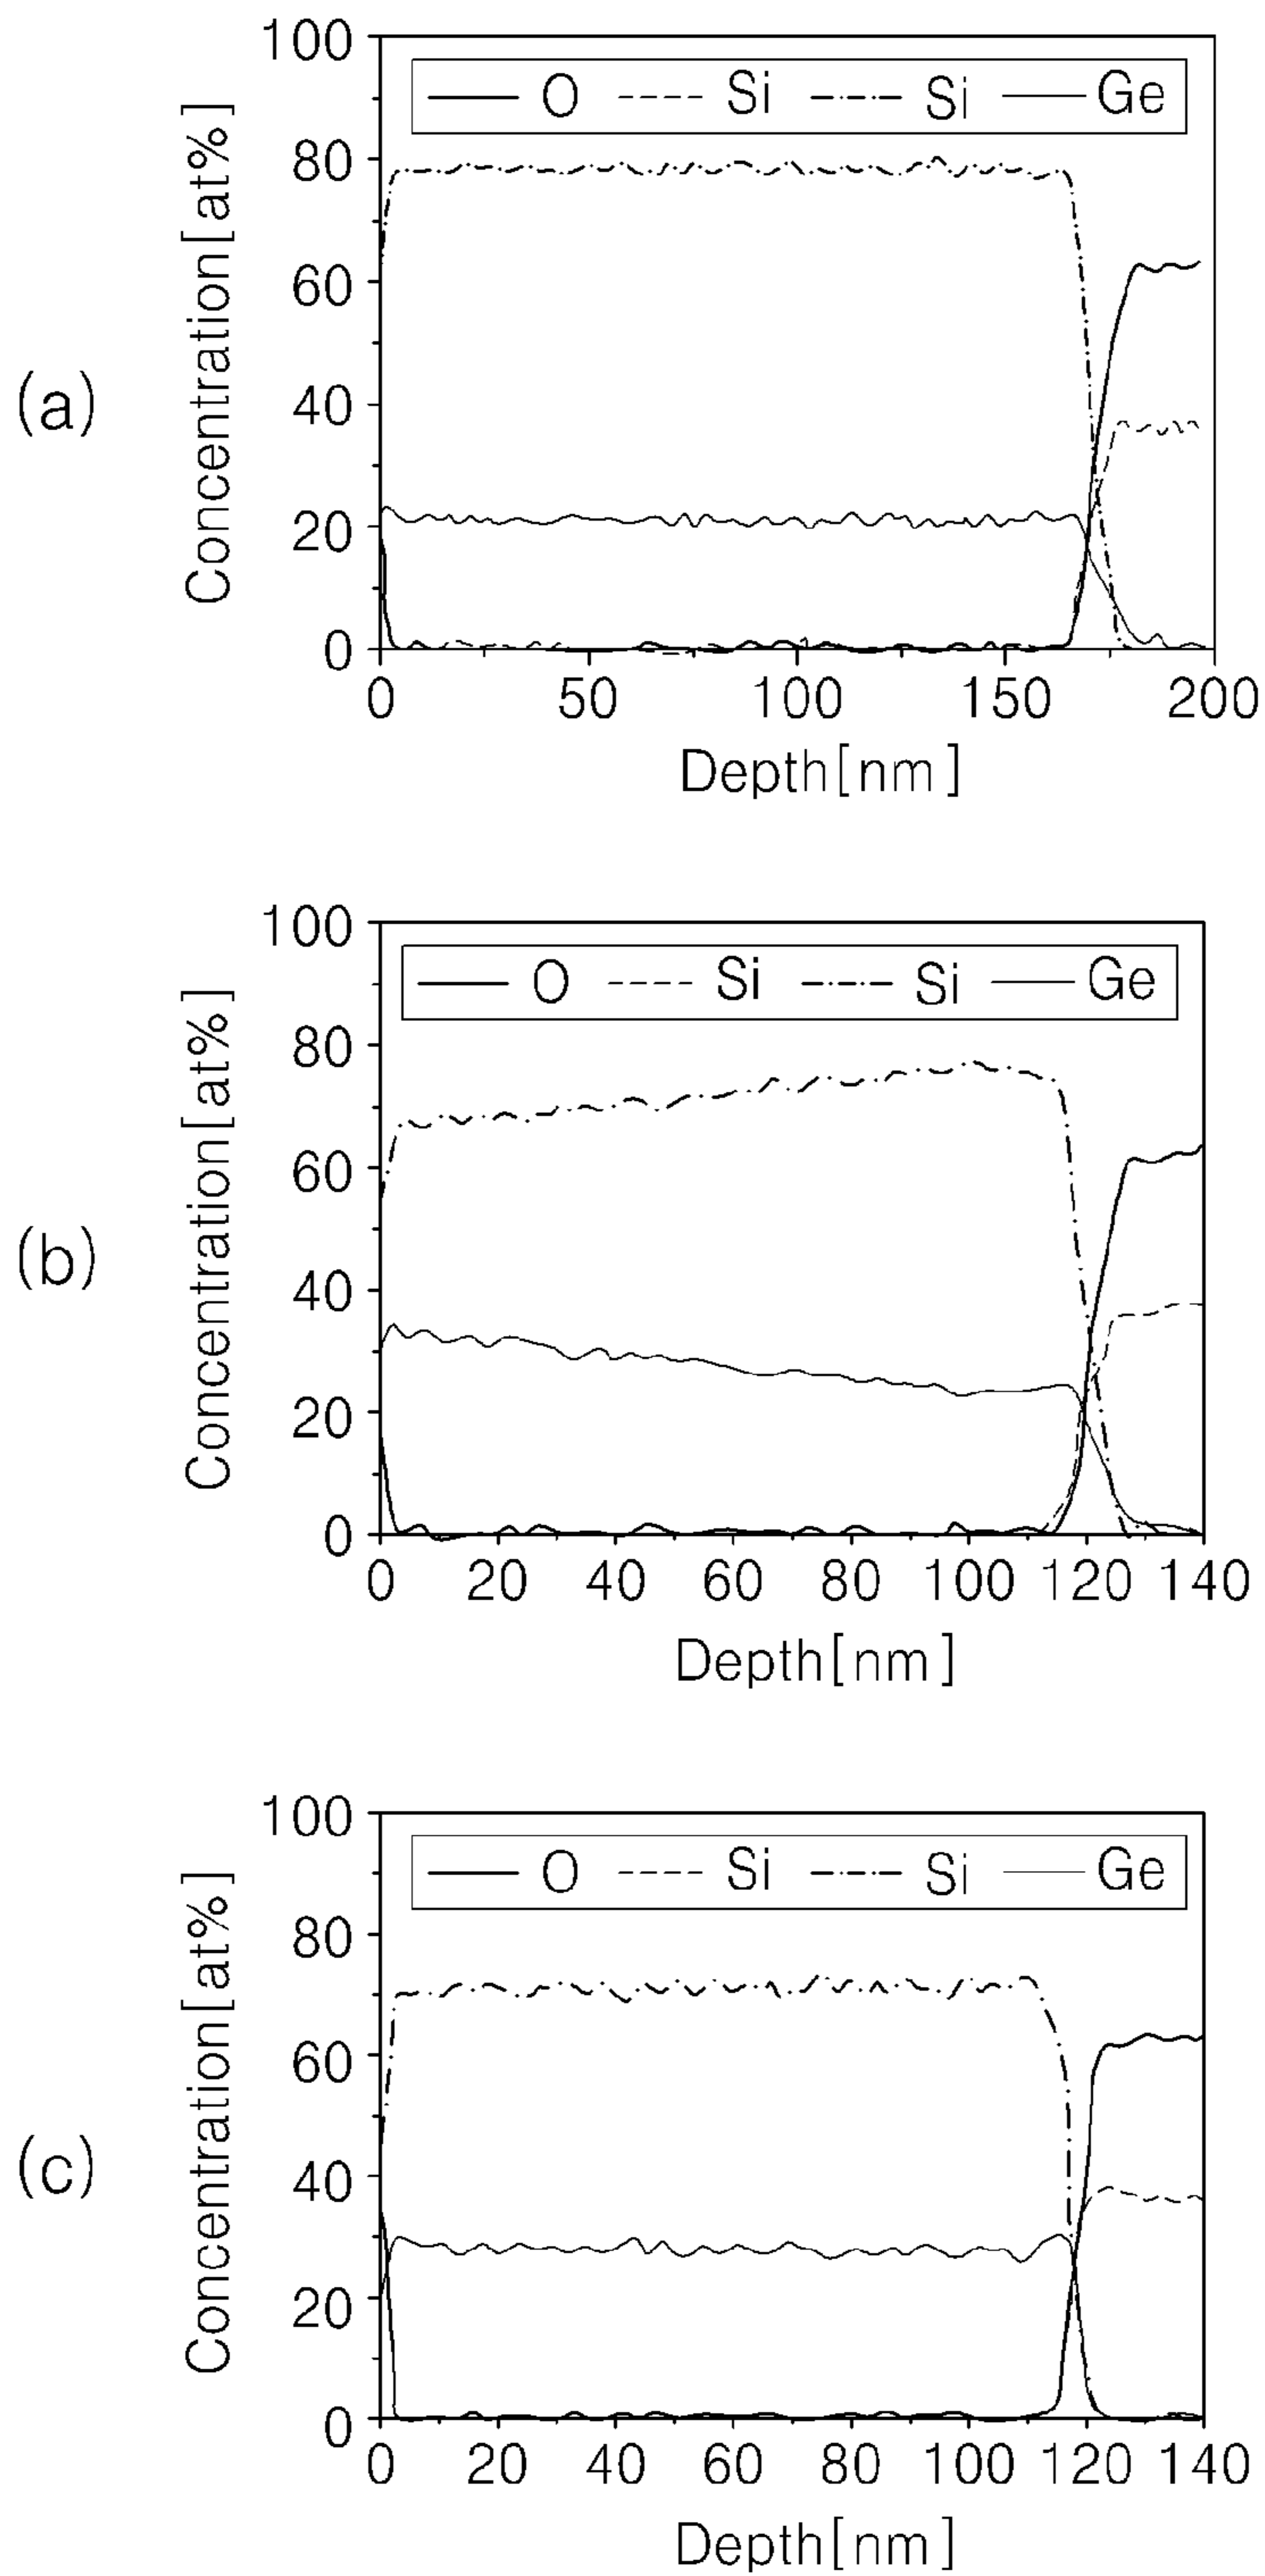 (a)
Concentration[at%]
100
80
60
40
20
0
O Si Si Ge
0 50 100 150 200
Depth[nm]
(b)
Concentration[at%]
100
80
60
40
20
0
O Si Si Ge
0 20 40 60 80 100 120 140
Depth[nm]
(c)
Concentration[at%]
100
80
60
40
20
0
O Si Si Ge
0 20 40 60 80 100 120 140
Depth[nm]